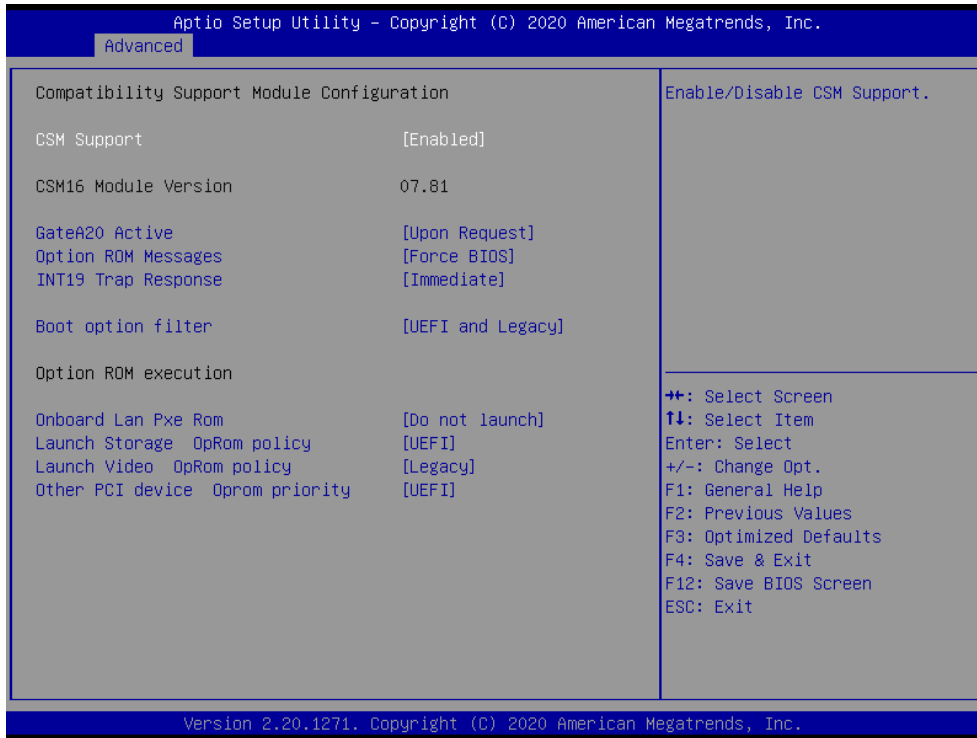 Aptio Setup Utility – Copyright (C) 2020 American Megatrends, Inc.
Advanced
Compatibility Support Module Configuration
CSM Support [Enabled]
CSM16 Module Version 07.81
GateA20 Active [Upon Request]
Option ROM Messages [Force BIOS]
INT19 Trap Response [Immediate]
Boot option filter [UEFI and Legacy]
Option ROM execution
Onboard Lan Pxe Rom [Do not launch]
Launch Storage OpRom policy [UEFI]
Launch Video OpRom policy [Legacy]
Other PCI device Oprom priority [UEFI]
Enable/Disable CSM Support.
→←: Select Screen
↑↓: Select Item
Enter: Select
+/-: Change Opt.
F1: General Help
F2: Previous Values
F3: Optimized Defaults
F4: Save & Exit
F12: Save BIOS Screen
ESC: Exit
Version 2.20.1271. Copyright (C) 2020 American Megatrends, Inc.